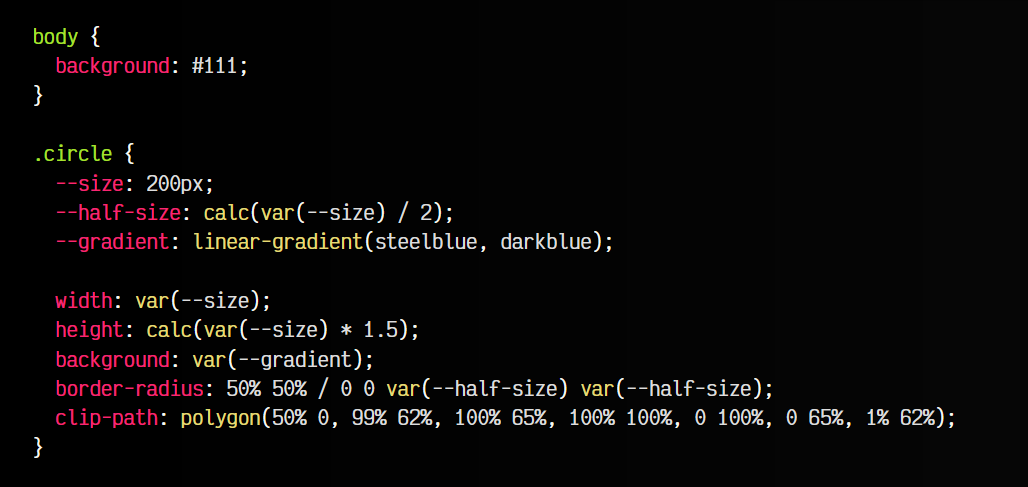 body {
  background: #111;
}

.circle {
  --size: 200px;
  --half-size: calc(var(--size) / 2);
  --gradient: linear-gradient(steelblue, darkblue);

  width: var(--size);
  height: calc(var(--size) * 1.5);
  background: var(--gradient);
  border-radius: 50% 50% / 0 0 var(--half-size) var(--half-size);
  clip-path: polygon(50% 0, 99% 62%, 100% 65%, 100% 100%, 0 100%, 0 65%, 1% 62%);
}